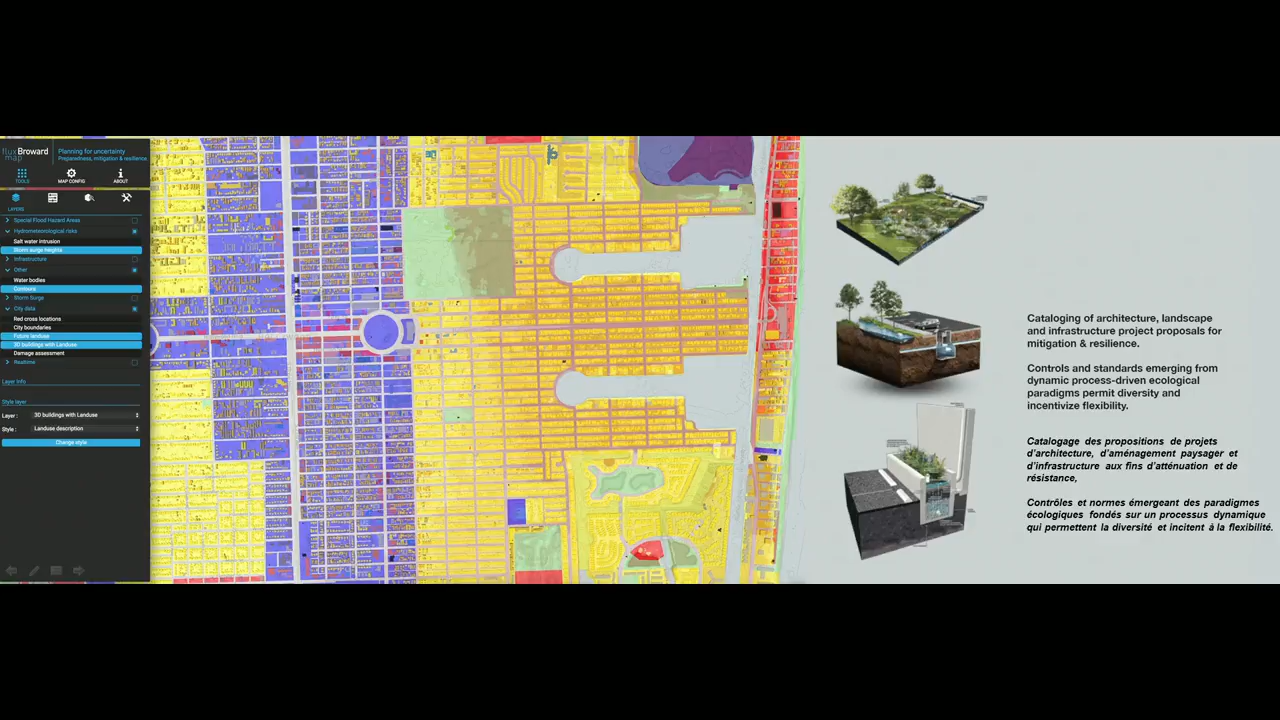 flux Broward
map
Planning for uncertainty
Preparedness, mitigation & resilience.
TOOLS
MAP CONFIG
ABOUT
LAYERS
Special Flood Hazard Areas
Hydrometeorological risks
Salt water intrusion
Storm surge heights
Infrastructure
Other
Water bodies
Contours
Storm Surge
City data
Red cross locations
City boundaries
Future landuse
3D buildings with Landuse
Damage assessment
Realtime
Layer Info
Style layer
Layer : 3D buildings with Landuse
Style : Landuse description
Change style
Cataloging of architecture, landscape
and infrastructure project proposals for
mitigation & resilience.
Controls and standards emerging from
dynamic process-driven ecological
paradigms permit diversity and
incentivize flexibility.
Catalogage des propositions de projets
d'architecture, d'aménagement paysager et
d'infrastructure aux fins d'atténuation et de
résistance,
Contrôles et normes émergeant des paradigmes
écologiques fondés sur un processus dynamique
qui permettent la diversité et incitent à la flexibilité.